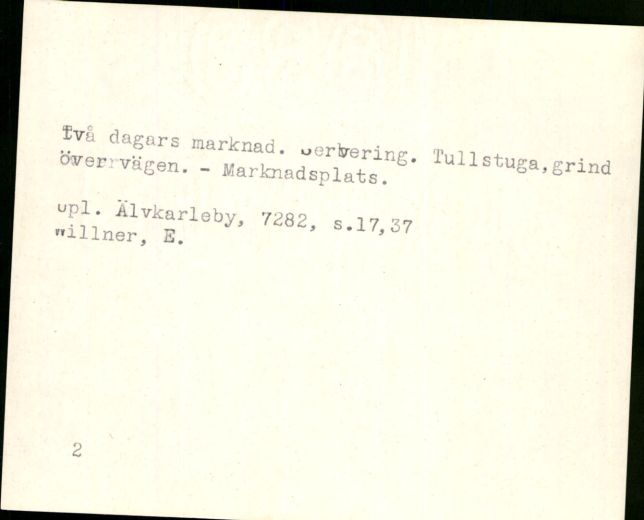 Två dagars marknad. Servering. Tullstuga,grind
över vägen. - Marknadsplats.
Upl. Älvkarleby, 7282, s.17,37
Willner, E.
2